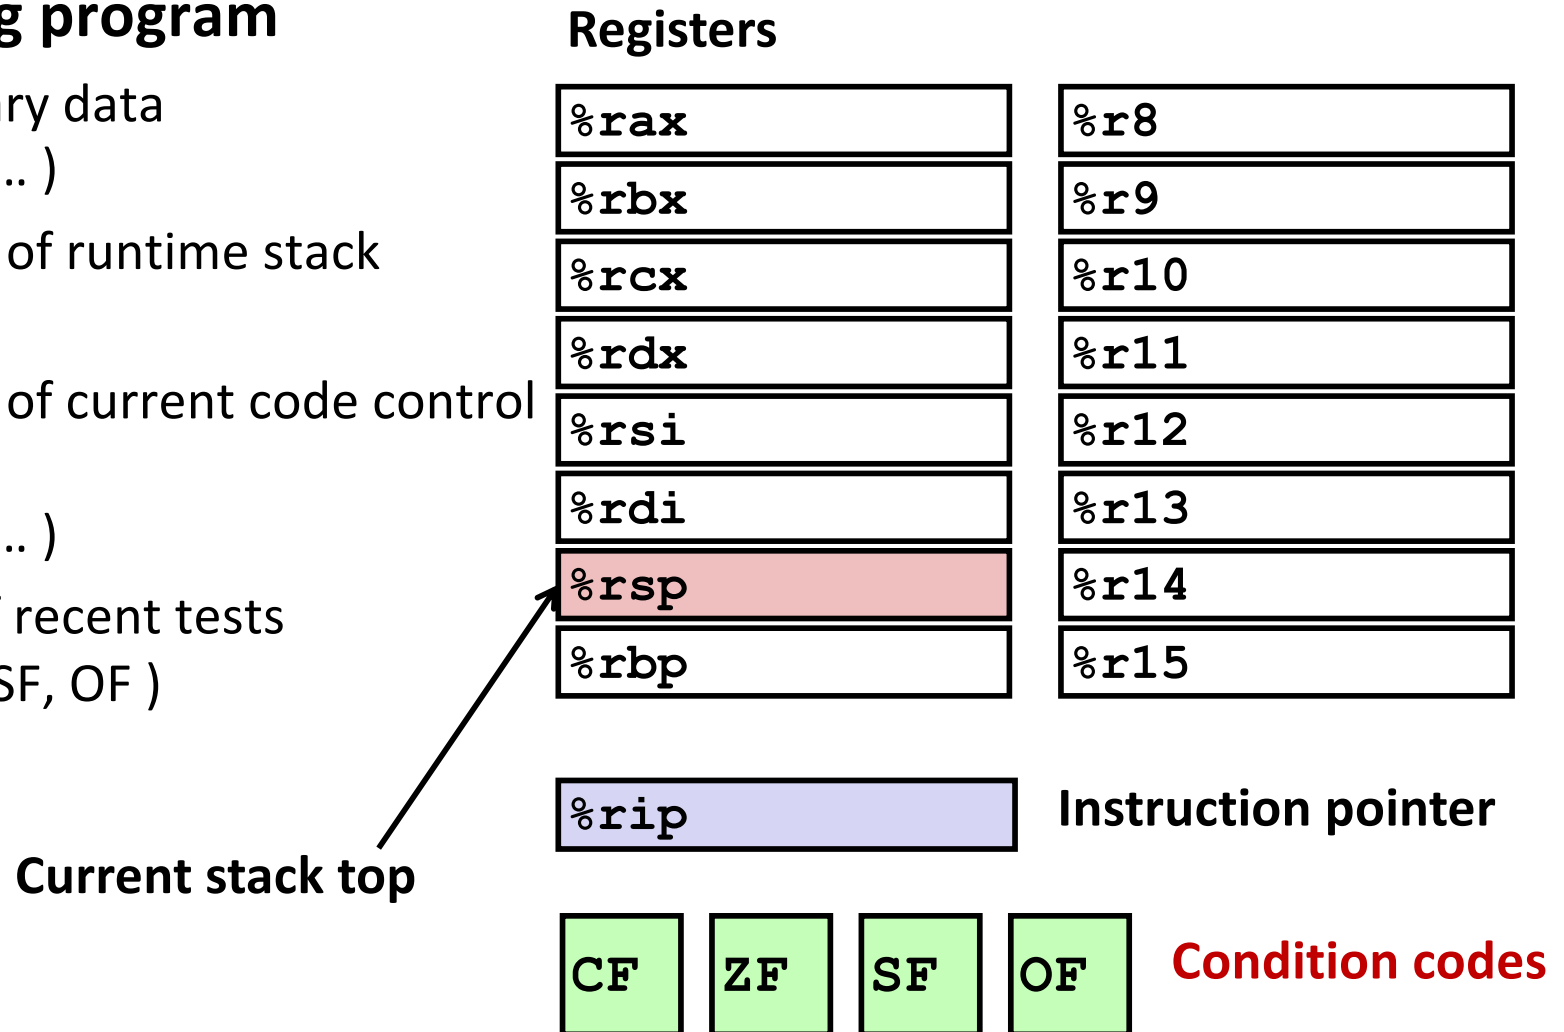 g program
ary data
.. )
of runtime stack
of current code control
.. )
recent tests
SF, OF )
Current stack top
Registers
%rax
%rbx
%rcx
%rdx
%rsi
%rdi
%rsp
%rbp
%r8
%r9
%r10
%r11
%r12
%r13
%r14
%r15
%rip
Instruction pointer
CF ZF SF OF
Condition codes